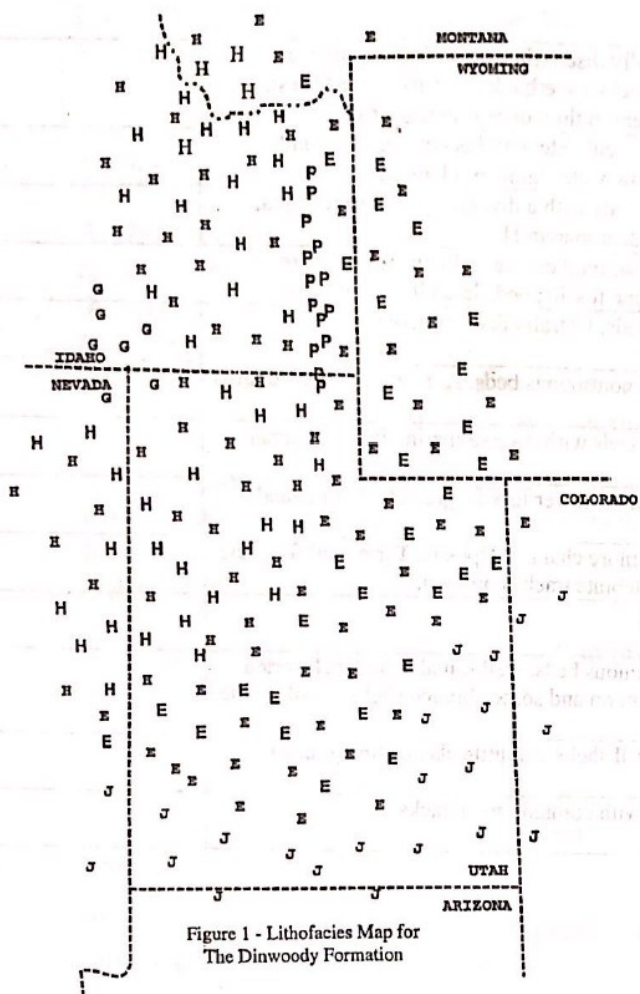 E
H E MONTANA
H H E
H WYOMING
H E
H H
H H
H H E
H H
H
H H H E E
H H P
H
H H P E
H E E
P
H H P E
H
H H P
P E
H H E
P E E
P
G H H P
H P E
G H P P E
G H P E
G G H H H P E E
IDAHO E
NEVADA G H H P P
G H E E E
H H
H H H H E
H H H E E
H H H E E
H H H E E
H H H E E COLORADO
H H H H E E E E
H H H E E
H H H E E
H H H E E E J
H H H E E E
H H H E E E J
H H H E J J
H H E E E
H H E E E
E E E E E J J
E E E J
E E E E J
E E E J
J E E E
J E E J J
J J J J
J J UTAH
J J ARIZONA
Figure 1 - Lithofacies Map for
The Dinwoody Formation